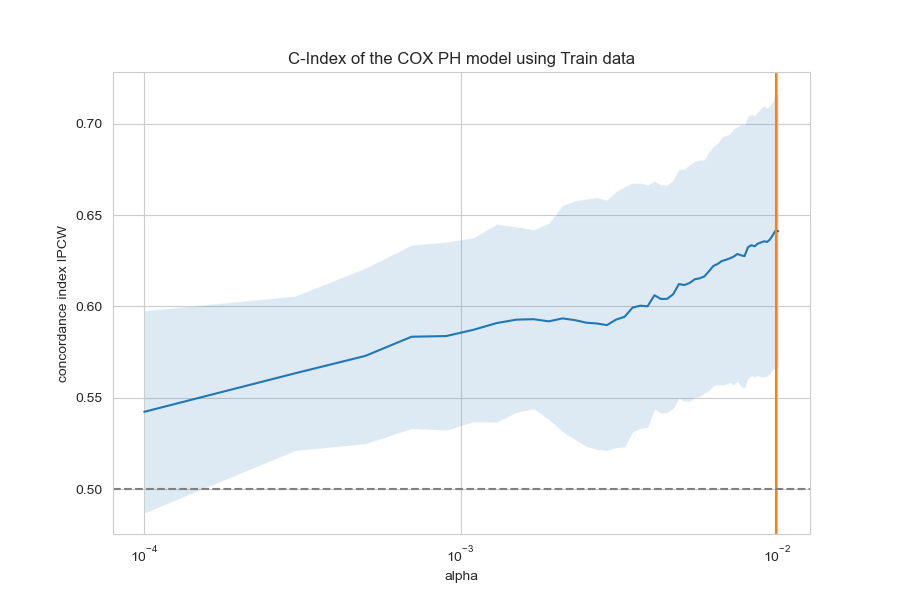 C-Index of the COX PH model using Train data
concordance index IPCW
0.70
0.65
0.60
0.55
0.50
10⁻⁴
10⁻³
10⁻²
alpha